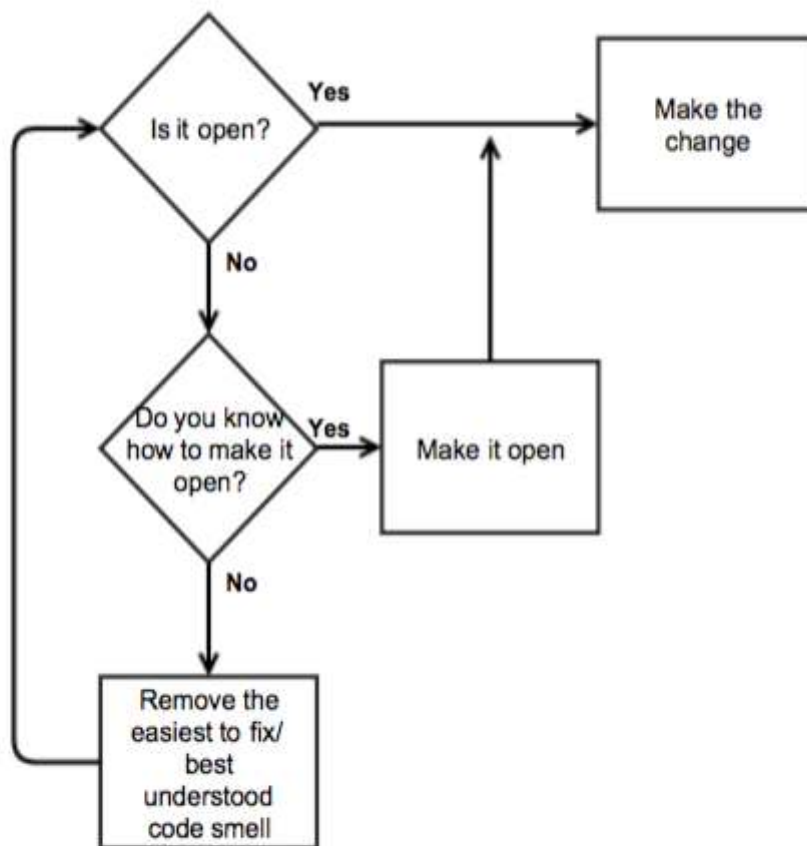 Is it open?
Yes
Make the
change
No
Do you know
how to make it
open?
Yes
Make it open
No
Remove the
easiest to fix/
best
understood
code smell